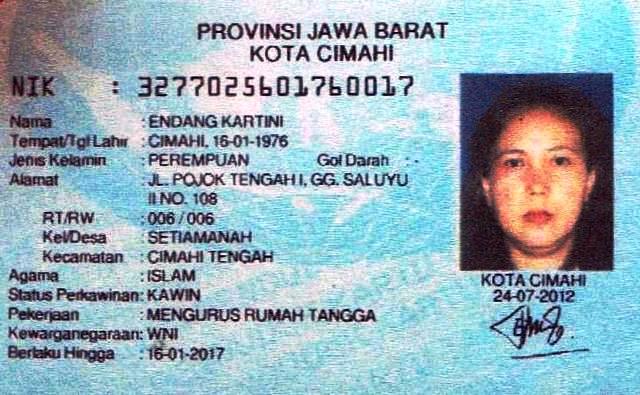 PROVINSI JAWA BARAT
KOTA CIMAHI
NIK : 3277025601760017
Nama : ENDANG KARTINI
Tempat/Tgl Lahir : CIMAHI, 16-01-1976
Jenis Kelamin : PEREMPUAN Gol Darah : -
Alamat : JL. POJOK TENGAH I, GG. SALUYU
II NO. 108
RT/RW : 006 / 006
Kel/Desa : SETIAMANAH
Kecamatan : CIMAHI TENGAH
Agama : ISLAM
Status Perkawinan: KAWIN
Pekerjaan : MENGURUS RUMAH TANGGA
Kewarganegaraan: WNI
Berlaku Hingga : 16-01-2017
KOTA CIMAHI
24-07-2012